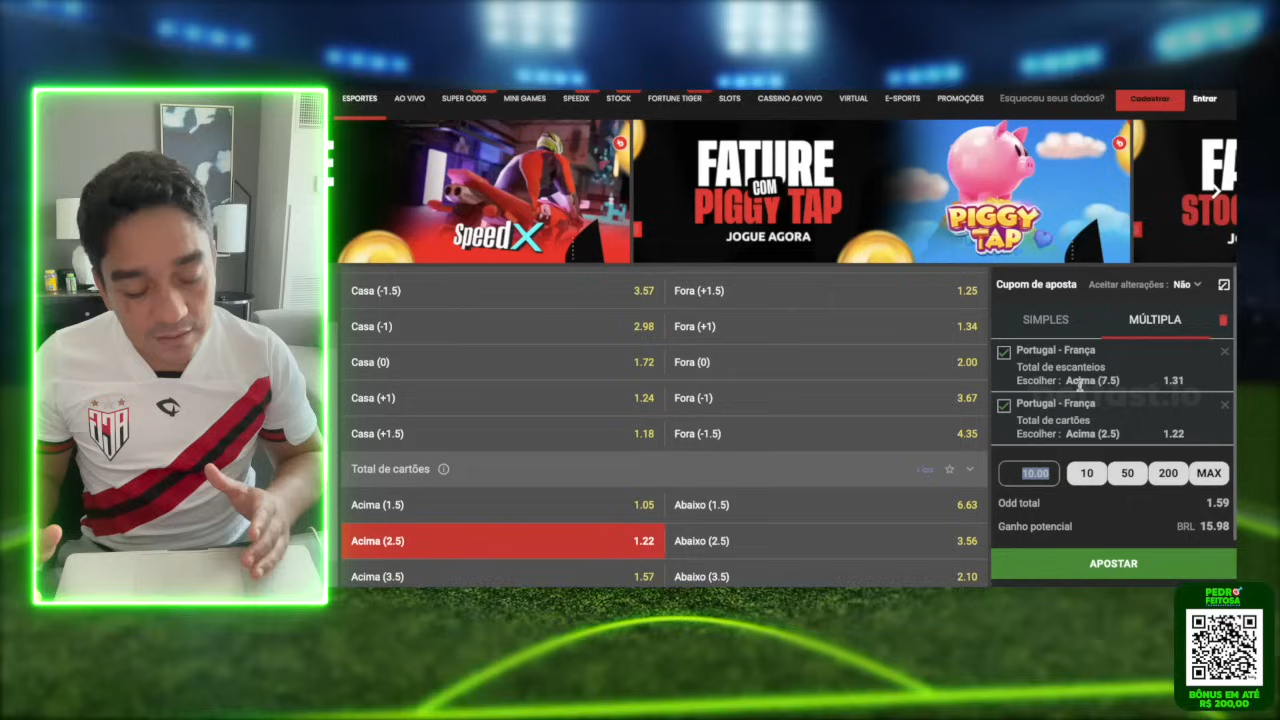 ESPORTES AO VIVO SUPER ODDS MINI GAMES SPEEDX STOCK FORTUNE TIGER SLOTS CASSINO AO VIVO VIRTUAL E-SPORTS PROMOÇÕES Esqueceu seus dados? Cadastrar Entrar
SpeedX
FATURE
COM
PIGGY TAP
JOGUE AGORA
PIGGY
TAP
Casa (-1.5) 3.57 Fora (+1.5) 1.25
Casa (-1) 2.98 Fora (+1) 1.34
Casa (0) 1.72 Fora (0) 2.00
Casa (+1) 1.24 Fora (-1) 3.67
Casa (+1.5) 1.18 Fora (-1.5) 4.35
Total de cartões
Acima (1.5) 1.05 Abaixo (1.5) 6.63
Acima (2.5) 1.22 Abaixo (2.5) 3.56
Acima (3.5) 1.57 Abaixo (3.5) 2.10
Cupom de aposta Aceitar alterações : Não
SIMPLES MÚLTIPLA
Portugal - França
Total de escanteios
Escolher : Acima (7.5) 1.31
Portugal - França
Total de cartões
Escolher : Acima (2.5) 1.22
10.00 10 50 200 MAX
Odd total 1.59
Ganho potencial BRL 15.98
APOSTAR
PEDRO
FEITOSA
BÔNUS EM ATÉ
R$ 200,00